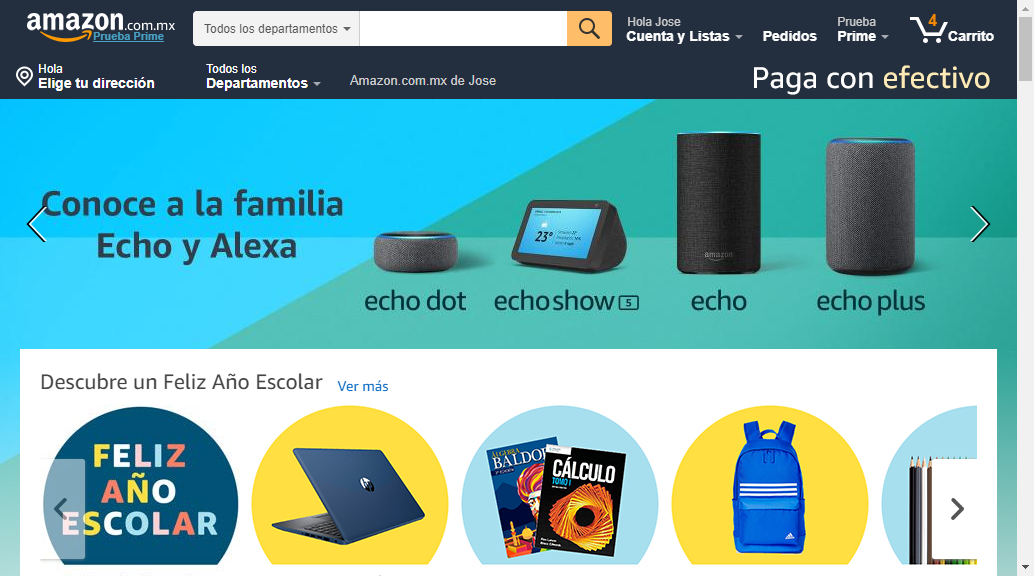 amazon.com.mx
Prueba Prime
Todos los departamentos
Hola Jose
Cuenta y Listas
Pedidos
Prueba
Prime
4
Carrito
Hola
Elige tu dirección
Todos los
Departamentos
Amazon.com.mx de Jose
Paga con efectivo
Conoce a la familia
Echo y Alexa
23°
amazon
echo dot
echo show 5
echo
echo plus
Descubre un Feliz Año Escolar
Ver más
FELIZ
AÑO
ESCOLAR
hp
ÁLGEBRA
BALDOR
CÁLCULO
TOMO I
adidas